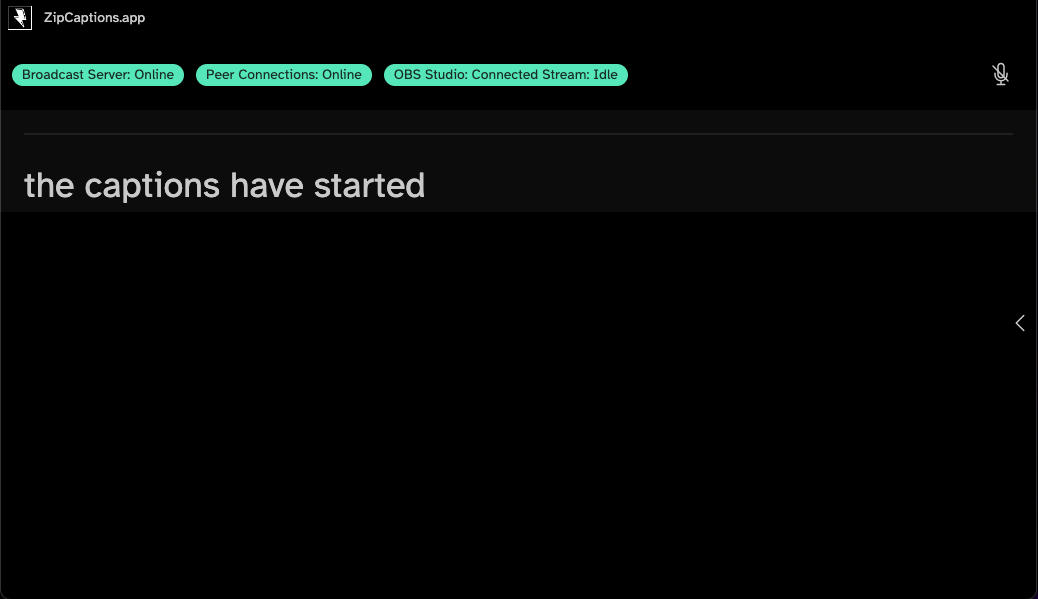 ZipCaptions.app
Broadcast Server: Online Peer Connections: Online OBS Studio: Connected Stream: Idle
the captions have started